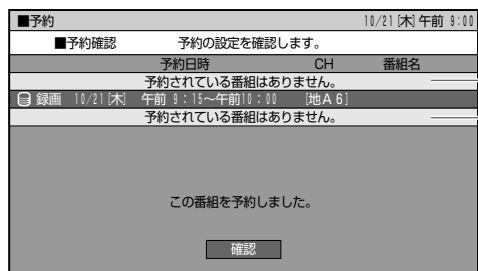 ■予約 10/21[木]午前 9:00
■予約確認 予約の設定を確認します。
予約日時 CH 番組名
予約されている番組はありません。
録画 10/21[木] 午前 9:15～午前10:00 [地A 6]
予約されている番組はありません。
この番組を予約しました。
確認